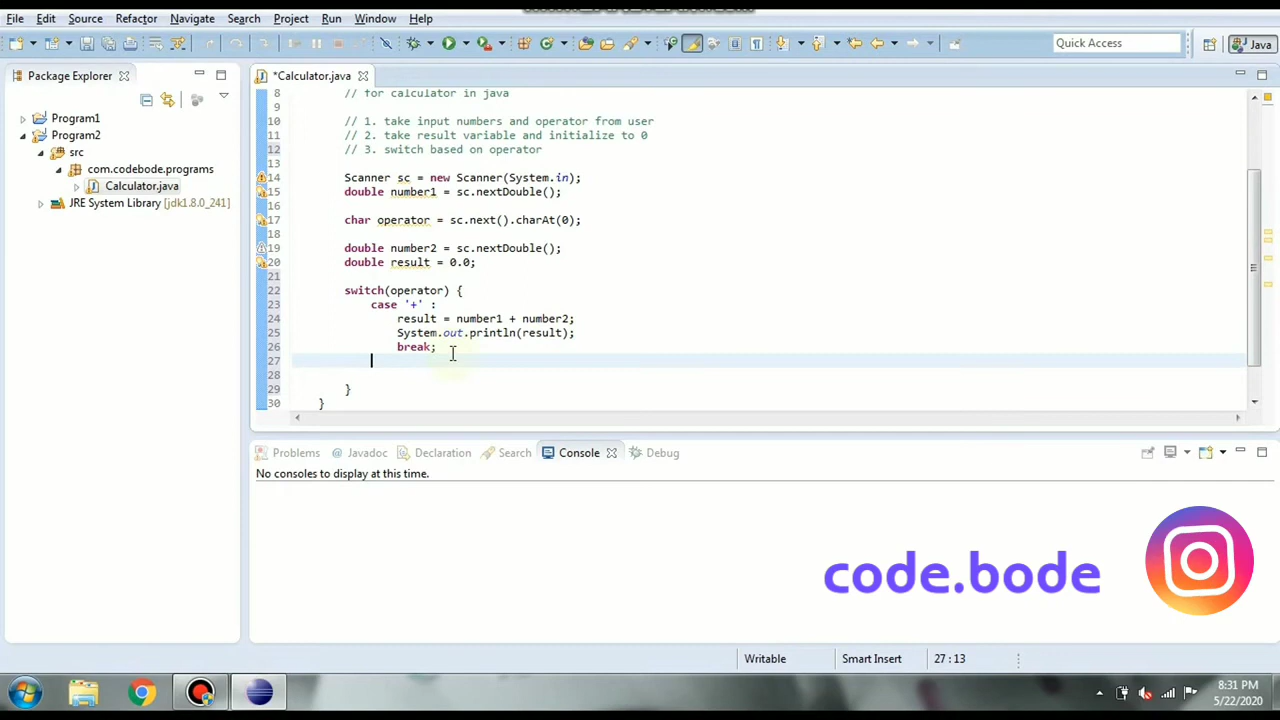 File Edit Source Refactor Navigate Search Project Run Window Help
Quick Access
Java
Package Explorer
Program1
Program2
src
com.codebode.programs
Calculator.java
JRE System Library [jdk1.8.0_241]
*Calculator.java
8 // for calculator in java
9
10 // 1. take input numbers and operator from user
11 // 2. take result variable and initialize to 0
12 // 3. switch based on operator
13
14 Scanner sc = new Scanner(System.in);
15 double number1 = sc.nextDouble();
16
17 char operator = sc.next().charAt(0);
18
19 double number2 = sc.nextDouble();
20 double result = 0.0;
21
22 switch(operator) {
23 case '+' :
24 result = number1 + number2;
25 System.out.println(result);
26 break;
27
28
29 }
30 }
Problems @ Javadoc Declaration Search Console Debug
No consoles to display at this time.
code.bode
Writable Smart Insert 27 : 13
8:31 PM
5/22/2020